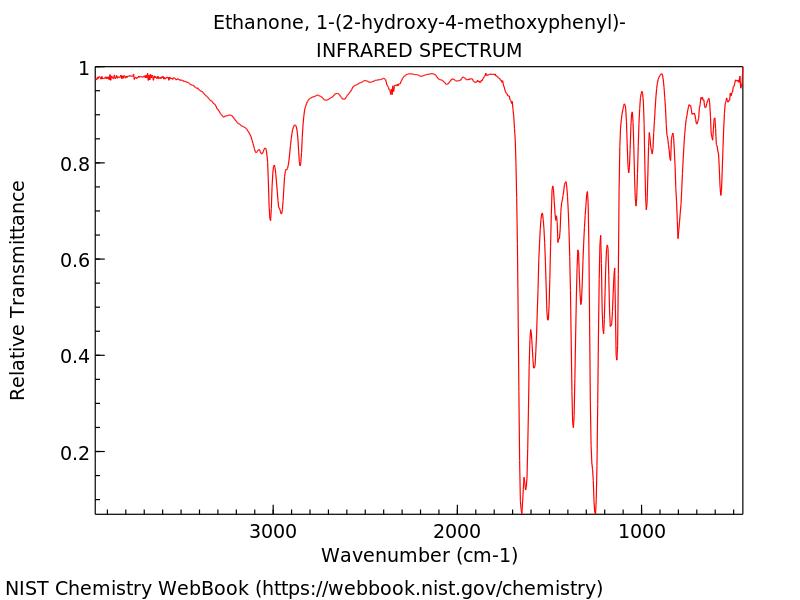 Ethanone, 1-(2-hydroxy-4-methoxyphenyl)-
INFRARED SPECTRUM
1
0.8
0.6
0.4
0.2
Relative Transmittance
3000 2000 1000
Wavenumber (cm-1)
NIST Chemistry WebBook (https://webbook.nist.gov/chemistry)